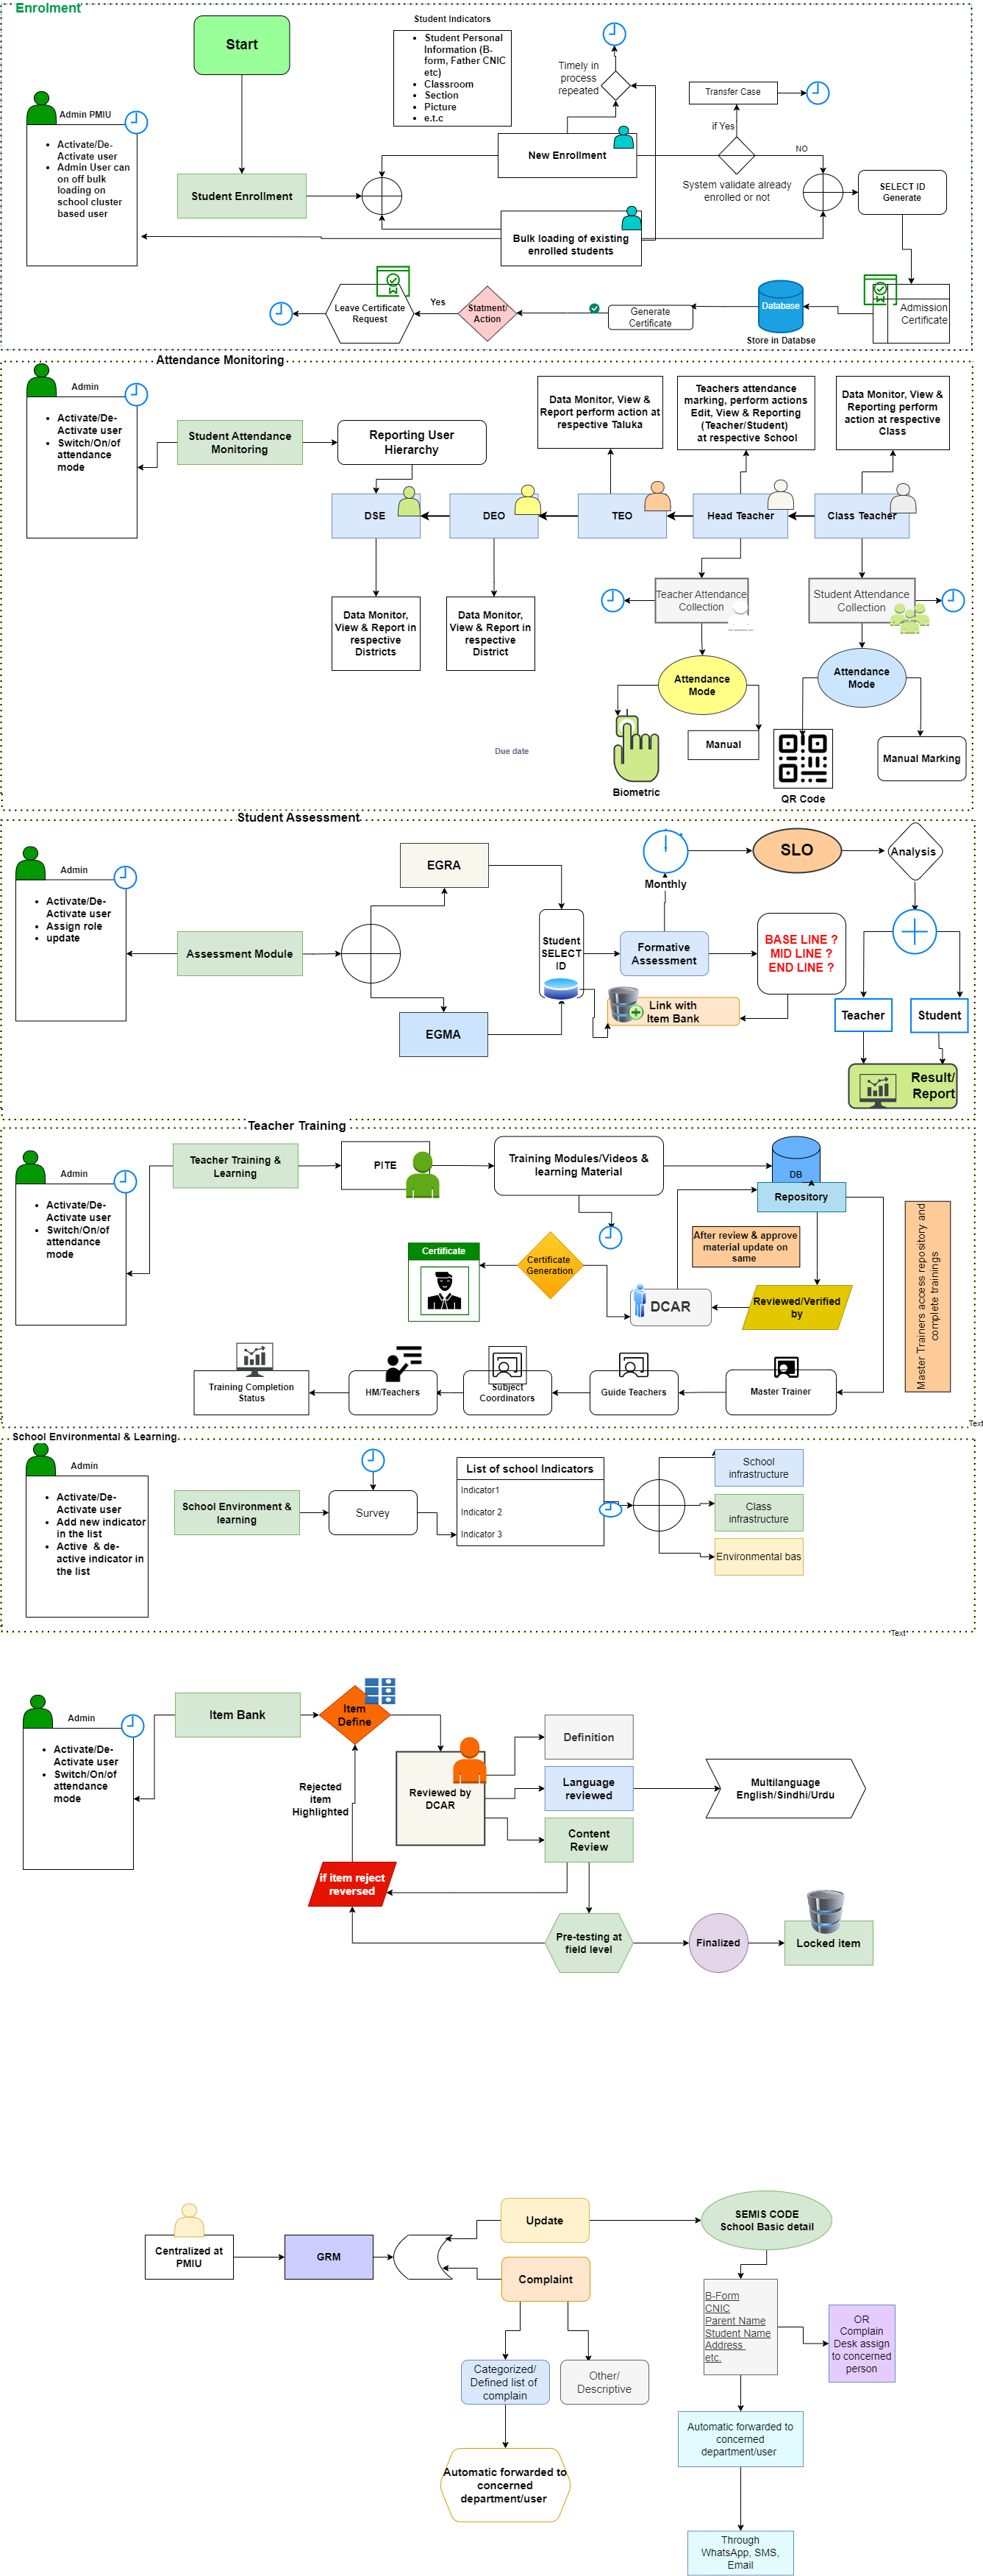 Enrolment
Start
Student Indicators
Student Personal
Information (B-
form, Father CNIC
etc)
Classroom
Section
Picture
e.t.c
Timely in
process
repeated
Transfer Case
if Yes
NO
Admin PMIU
Activate/De-
Activate user
Admin User can
on off bulk
loading on
school cluster
based user
New Enrollment
System validate already
enrolled or not
SELECT ID
Generate
Student Enrollment
Bulk loading of existing
enrolled students
Leave Certificate
Request
Yes
Statment/
Action
Generate
Certificate
Database
Store in Databse
Admission
Certificate
Attendance Monitoring
Admin
Activate/De-
Activate user
Switch/On/of
attendance
mode
Student Attendance
Monitoring
Reporting User
Hierarchy
Data Monitor, View &
Report perform action at
respective Taluka
Teachers attendance
marking, perform actions
Edit, View & Reporting
(Teacher/Student)
at respective School
Data Monitor, View &
Reporting perform
action at respective
Class
DSE
DEO
TEO
Head Teacher
Class Teacher
Data Monitor,
View & Report in
respective
Districts
Data Monitor,
View & Report in
respective
District
Teacher Attendance
Collection
Student Attendance
Collection
Attendance
Mode
Attendance
Mode
Due date
Manual
Manual Marking
Biometric
QR Code
Student Assessment
Admin
Activate/De-
Activate user
Assign role
update
Assessment Module
EGRA
EGMA
Student
SELECT
ID
Monthly
SLO
Analysis
Formative
Assessment
BASE LINE ?
MID LINE ?
END LINE ?
Link with
Item Bank
Teacher
Student
Result/
Report
Teacher Training
Admin
Activate/De-
Activate user
Switch/On/of
attendance
mode
Teacher Training &
Learning
PITE
Training Modules/Videos &
learning Material
DB
Repository
After review & approve
material update on
same
Certificate
Certificate
Generation
DCAR
Reviewed/Verified
by
Master Trainers access repository and
complete trainings
Training Completion
Status
HM/Teachers
Subject
Coordinators
Guide Teachers
Master Trainer
Text
School Environmental & Learning
Admin
Activate/De-
Activate user
Add new indicator
in the list
Active & de-
active indicator in
the list
School Environment &
learning
Survey
List of school Indicators
Indicator1
Indicator 2
Indicator 3
School
infrastructure
Class
infrastructure
Environmental bas
Text
Admin
Activate/De-
Activate user
Switch/On/of
attendance
mode
Item Bank
Item
Define
Rejected
item
Highlighted
Reviewed by
DCAR
Definition
Language
reviewed
Content
Review
Multilanguage
English/Sindhi/Urdu
if item reject
reversed
Pre-testing at
field level
Finalized
Locked item
Centralized at
PMIU
GRM
Update
Complaint
SEMIS CODE
School Basic detail
B-Form
CNIC
Parent Name
Student Name
Address
etc.
OR
Complain
Desk assign
to concerned
person
Categorized/
Defined list of
complain
Other/
Descriptive
Automatic forwarded to
concerned
department/user
Automatic forwarded to
concerned
department/user
Through
WhatsApp, SMS,
Email